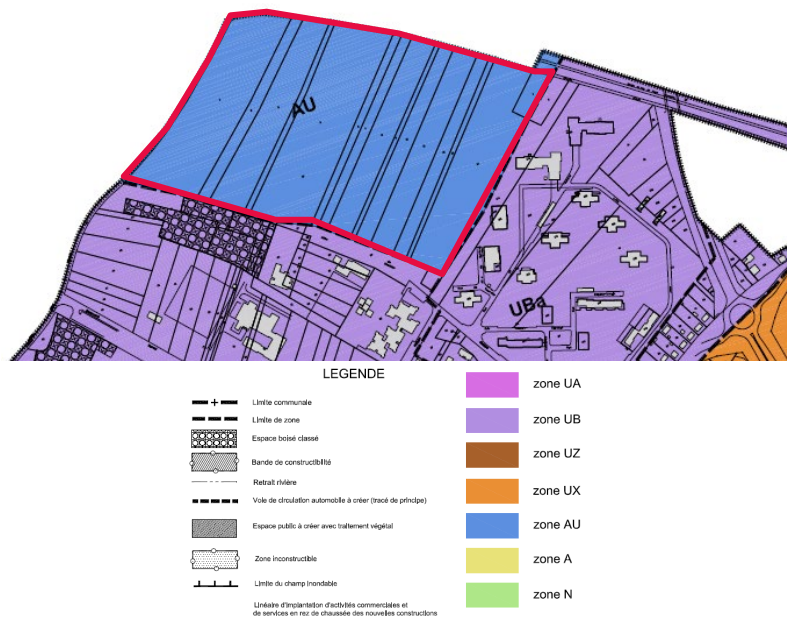 AU
UBa
LEGENDE
Limite communale
Limite de zone
Espace boisé classé
Bande de constructibilité
Retrait rivière
Voie de circulation automobile à créer (tracé de principe)
Espace public à créer avec traitement végétal
Zone inconstructible
Limite du champ inondable
Linéaire d'implantation d'activités commerciales et
de services en rez de chaussée des nouvelles constructions
zone UA
zone UB
zone UZ
zone UX
zone AU
zone A
zone N